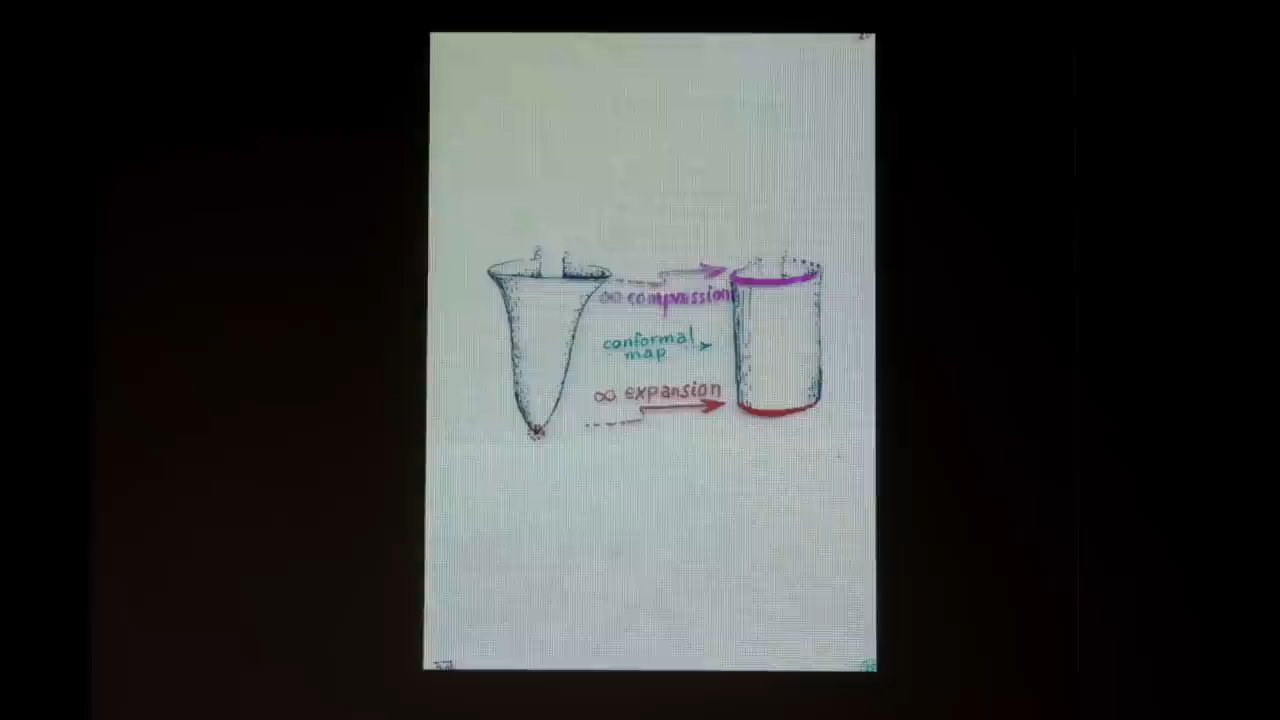 ∞ compression
conformal
map
∞ expansion